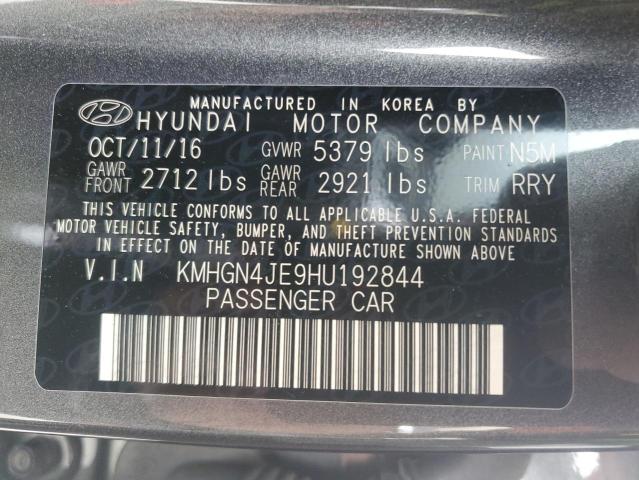 MANUFACTURED IN KOREA BY
HYUNDAI MOTOR COMPANY
OCT/11/16 GVWR 5379 lbs PAINT N5M
GAWR FRONT 2712 lbs GAWR REAR 2921 lbs TRIM RRY
THIS VEHICLE CONFORMS TO ALL APPLICABLE U.S.A. FEDERAL
MOTOR VEHICLE SAFETY, BUMPER, AND THEFT PREVENTION STANDARDS
IN EFFECT ON THE DATE OF MANUFACTURE SHOWN ABOVE
V.I.N KMHGN4JE9HU192844
PASSENGER CAR